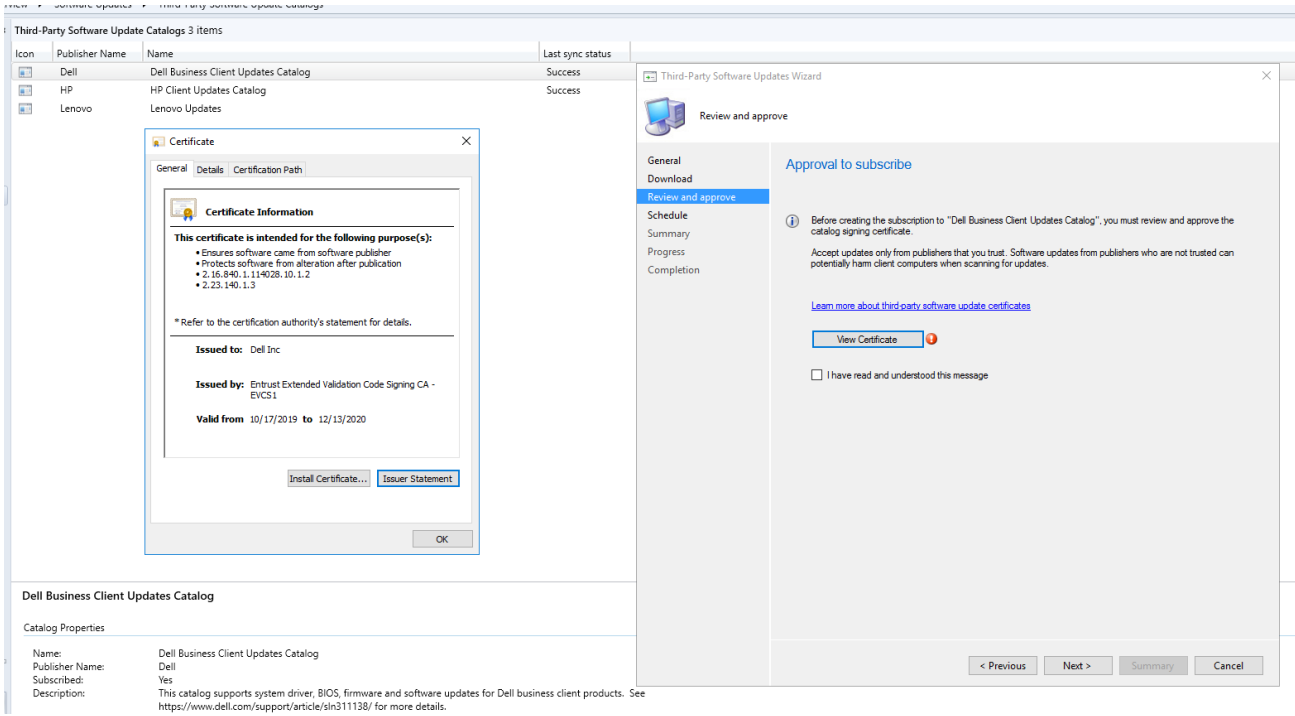 Software Updates
Third-Party Software Update Catalogs
Third-Party Software Update Catalogs 3 items
Icon Publisher Name Name Last sync status
Dell Dell Business Client Updates Catalog Success
HP HP Client Updates Catalog Success
Lenovo Lenovo Updates
Certificate
General Details Certification Path
Certificate Information
This certificate is intended for the following purpose(s):
• Ensures software came from software publisher
• Protects software from alteration after publication
• 2.16.840.1.114028.10.1.2
• 2.23.140.1.3
* Refer to the certification authority's statement for details.
Issued to: Dell Inc
Issued by: Entrust Extended Validation Code Signing CA -
EVCS1
Valid from 10/17/2019 to 12/13/2020
Install Certificate... Issuer Statement
OK
Third-Party Software Updates Wizard
Review and approve
General
Download
Review and approve
Schedule
Summary
Progress
Completion
Approval to subscribe
Before creating the subscription to "Dell Business Client Updates Catalog", you must review and approve the
catalog signing certificate.
Accept updates only from publishers that you trust. Software updates from publishers who are not trusted can
potentially harm client computers when scanning for updates.
Learn more about third-party software update certificates
View Certificate
I have read and understood this message
< Previous Next > Summary Cancel
Dell Business Client Updates Catalog
Catalog Properties
Name: Dell Business Client Updates Catalog
Publisher Name: Dell
Subscribed: Yes
Description: This catalog supports system driver, BIOS, firmware and software updates for Dell business client products. See
https://www.dell.com/support/article/sln311138/ for more details.